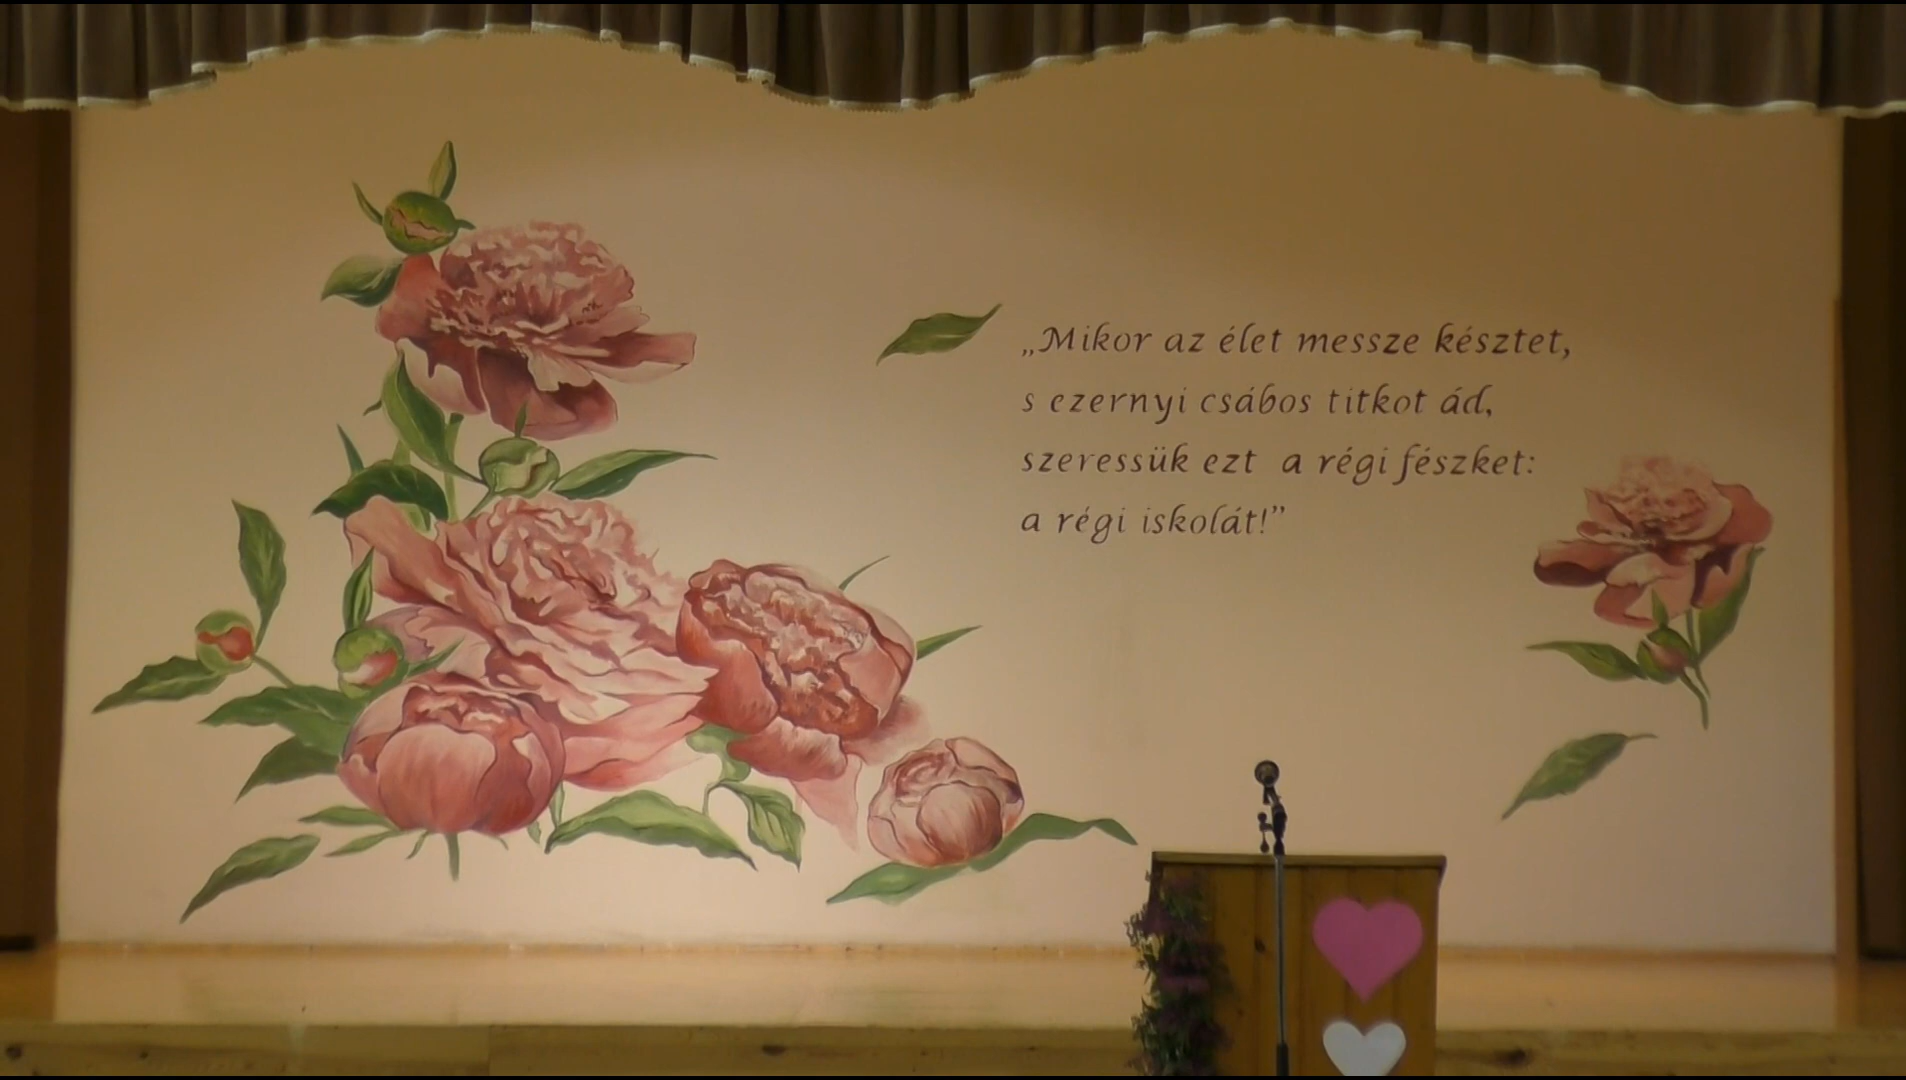 „Mikor az élet messze késztet,
s ezernyi csábos titkot ád,
szeressük ezt a régi fészket:
a régi iskolát!”